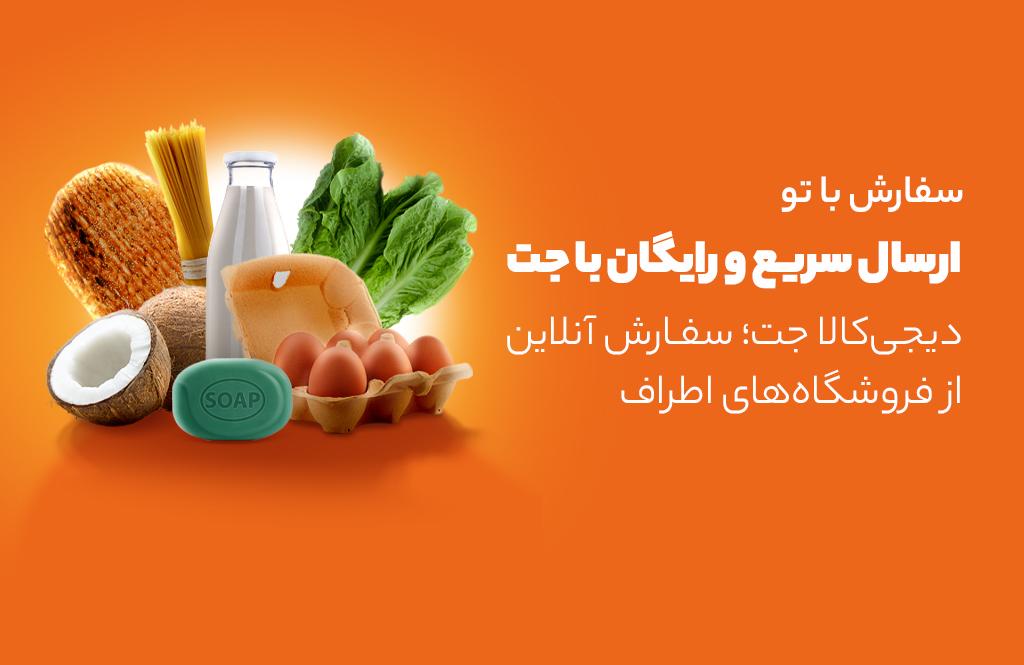 سفارش با تو
ارسال سریع و رایگان با جت
دیجی‌کالا جت؛ سفارش آنلاین
از فروشگاه‌های اطراف
SOAP